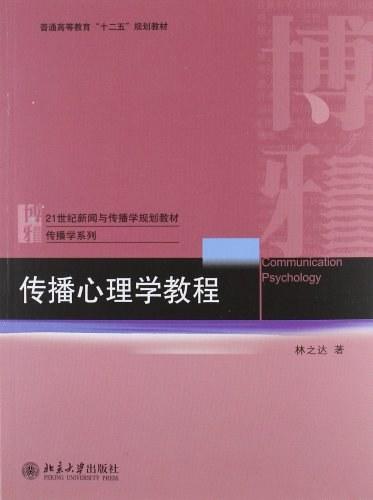 普通高等教育"十二五"规划教材
博雅
博雅
21世纪新闻与传播学规划教材
传播学系列
Communication
Psychology
传播心理学教程
林之达 著
北京大学出版社
PEKING UNIVERSITY PRESS